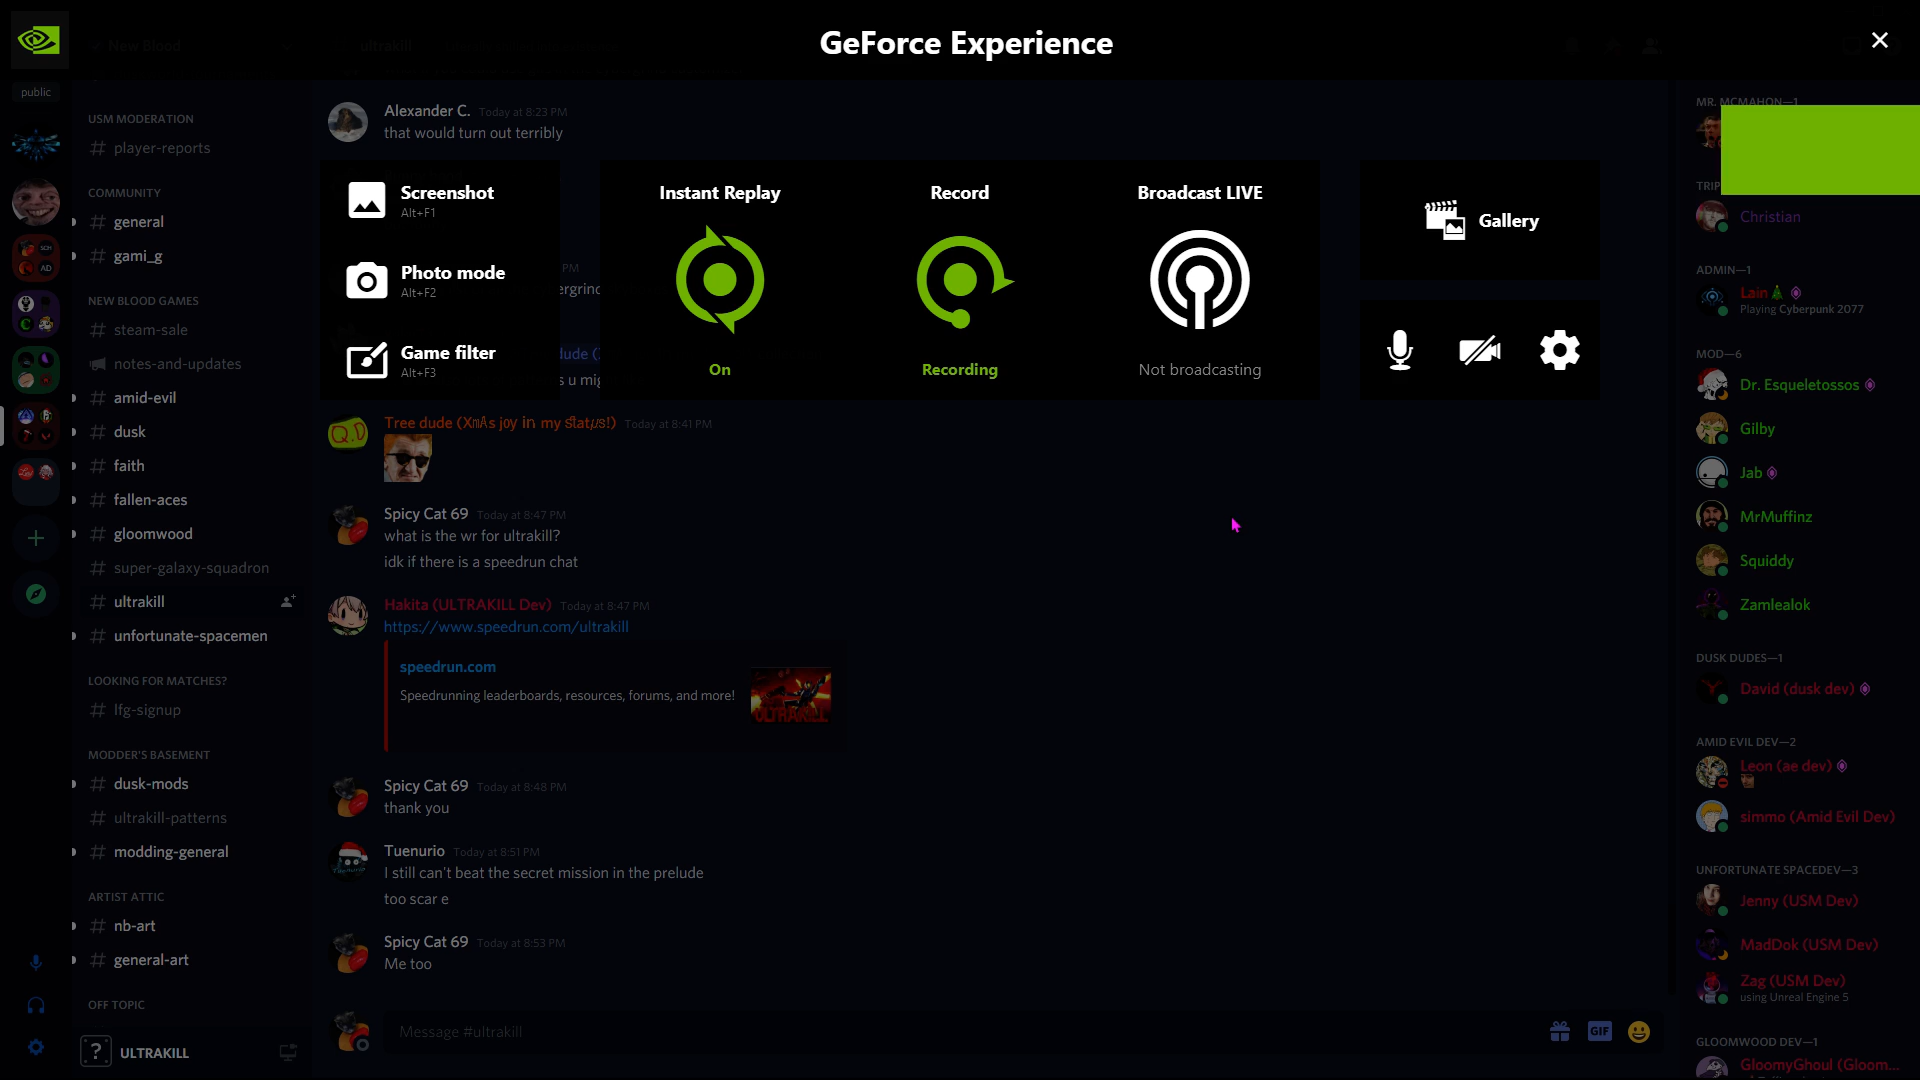 GeForce Experience
New Blood
ultrakill
public
USM MODERATION
player-reports
COMMUNITY
general
gami_g
NEW BLOOD GAMES
steam-sale
notes-and-updates
amid-evil
dusk
faith
fallen-aces
gloomwood
super-galaxy-squadron
ultrakill
unfortunate-spacemen
LOOKING FOR MATCHES?
lfg-signup
MODDER'S BASEMENT
dusk-mods
ultrakill-patterns
modding-general
ARTIST ATTIC
nb-art
general-art
OFF TOPIC
ULTRAKILL
Alexander C. Today at 8:23 PM
that would turn out terribly
Screenshot
Alt+F1
Photo mode
Alt+F2
Game filter
Alt+F3
Instant Replay
On
Record
Recording
Broadcast LIVE
Not broadcasting
Gallery
PM
Tree dude (XmAs joy in my status!) Today at 8:41 PM
Spicy Cat 69 Today at 8:47 PM
what is the wr for ultrakill?
idk if there is a speedrun chat
Hakita (ULTRAKILL Dev) Today at 8:47 PM
https://www.speedrun.com/ultrakill
speedrun.com
Speedrunning leaderboards, resources, forums, and more!
ULTRAKILL
Spicy Cat 69 Today at 8:48 PM
thank you
Tuenurio Today at 8:51 PM
I still can't beat the secret mission in the prelude
too scar e
Spicy Cat 69 Today at 8:53 PM
Me too
Message #ultrakill
GIF
MR. MCMAHON—1
TRIP
Christian
ADMIN—1
Lain
Playing Cyberpunk 2077
MOD—6
Dr. Esqueletossos
Gilby
Jab
MrMuffinz
Squiddy
Zamlealok
DUSK DUDES—1
David (dusk dev)
AMID EVIL DEV—2
Leon (ae dev)
simmo (Amid Evil Dev)
UNFORTUNATE SPACEDEV—3
Jenny (USM Dev)
MadDok (USM Dev)
Zag (USM Dev)
using Unreal Engine 5
GLOOMWOOD DEV—1
GloomyGhoul (Gloom...